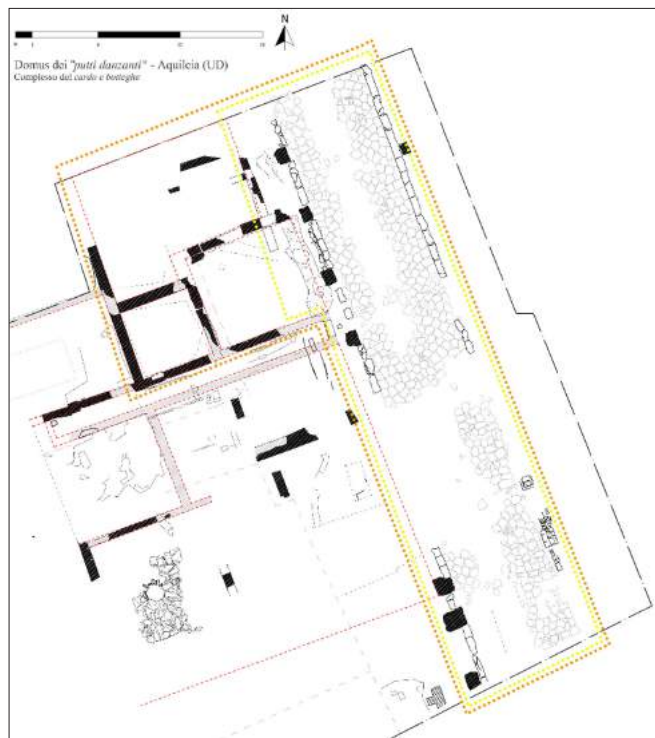 N
Domus dei "putti danzanti" - Aquileia (UD)
Complesso del cardo e botteghe